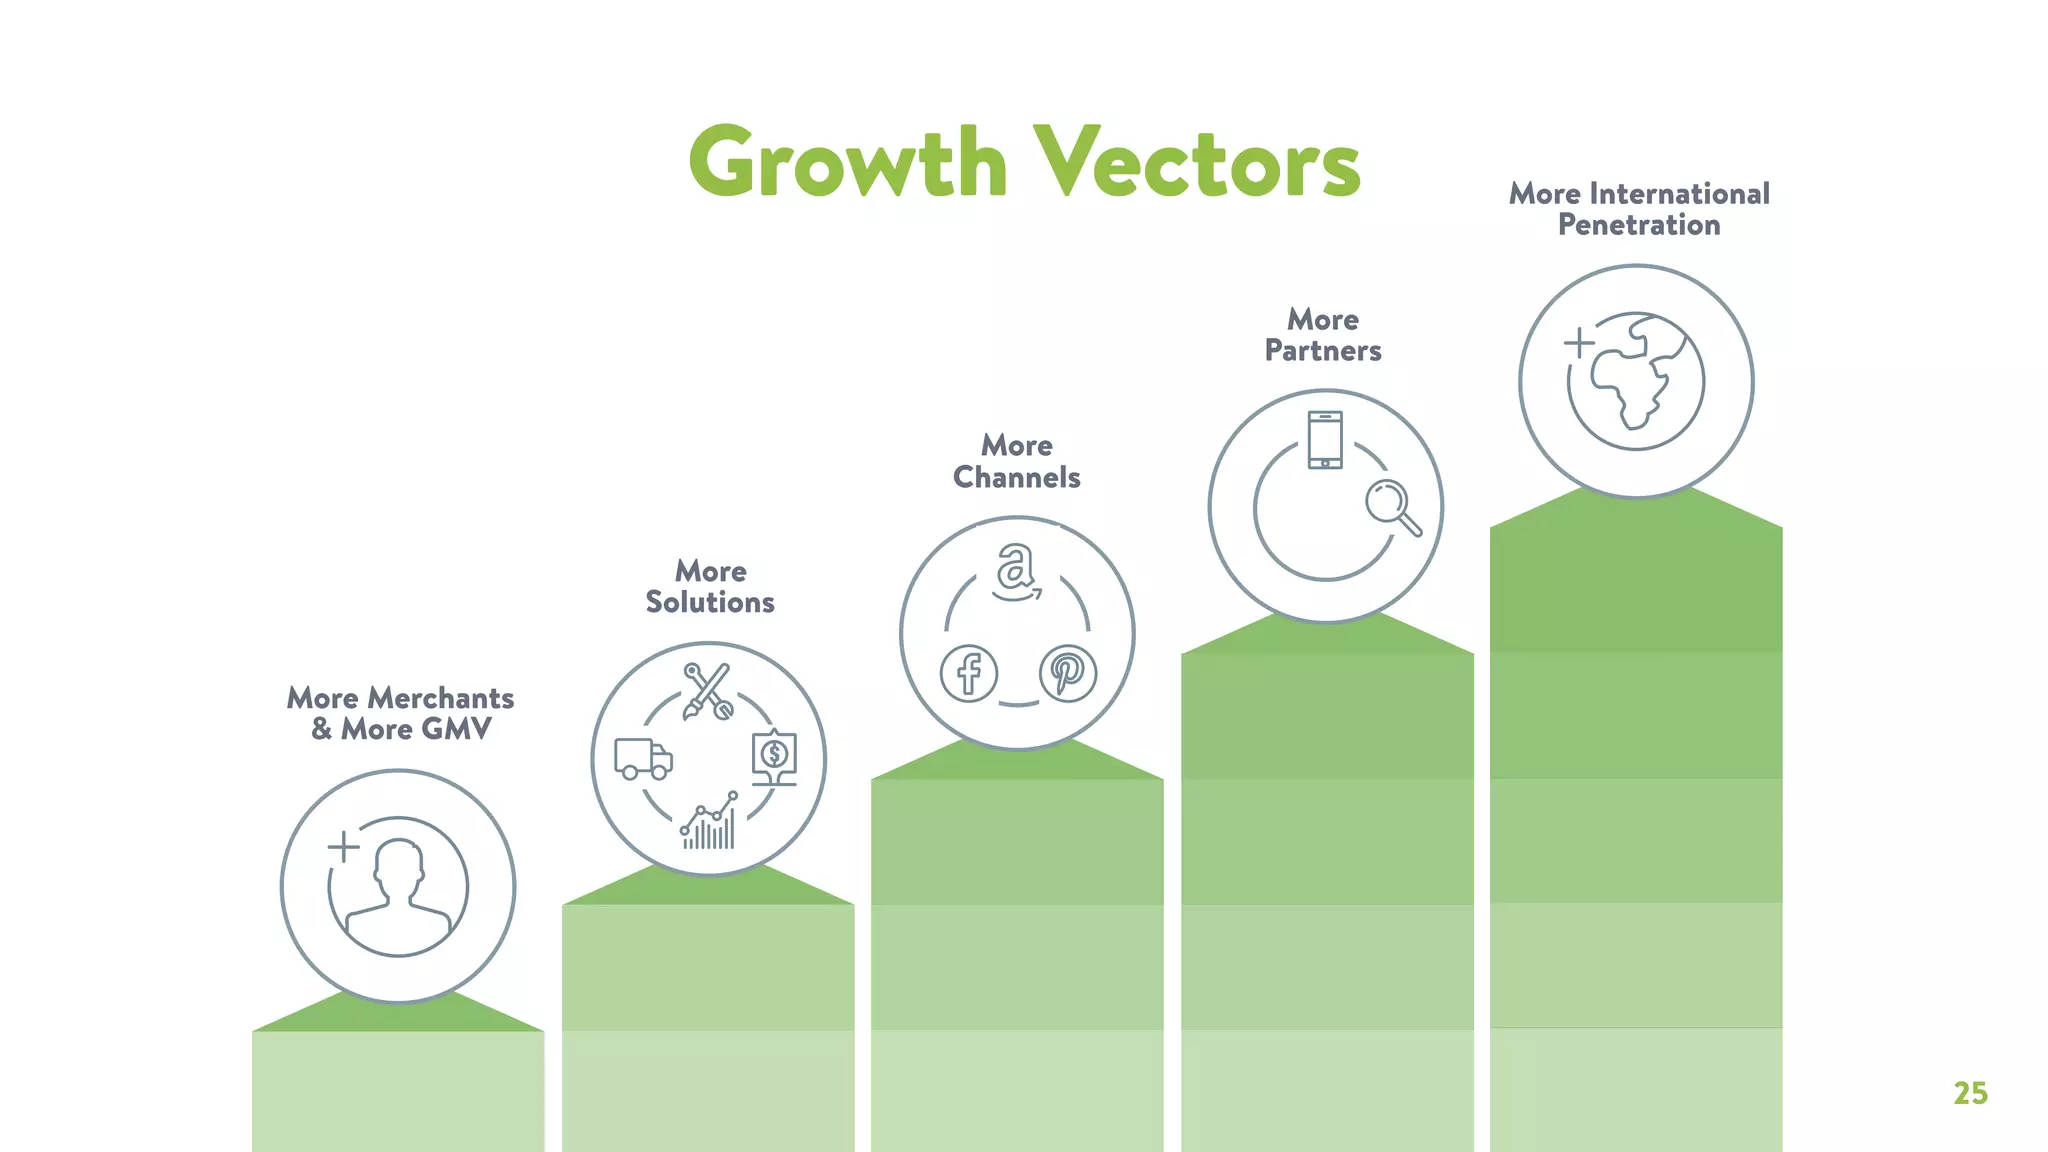 Growth Vectors
More Merchants
& More GMV
More
Solutions
More
Channels
More
Partners
More International
Penetration
25